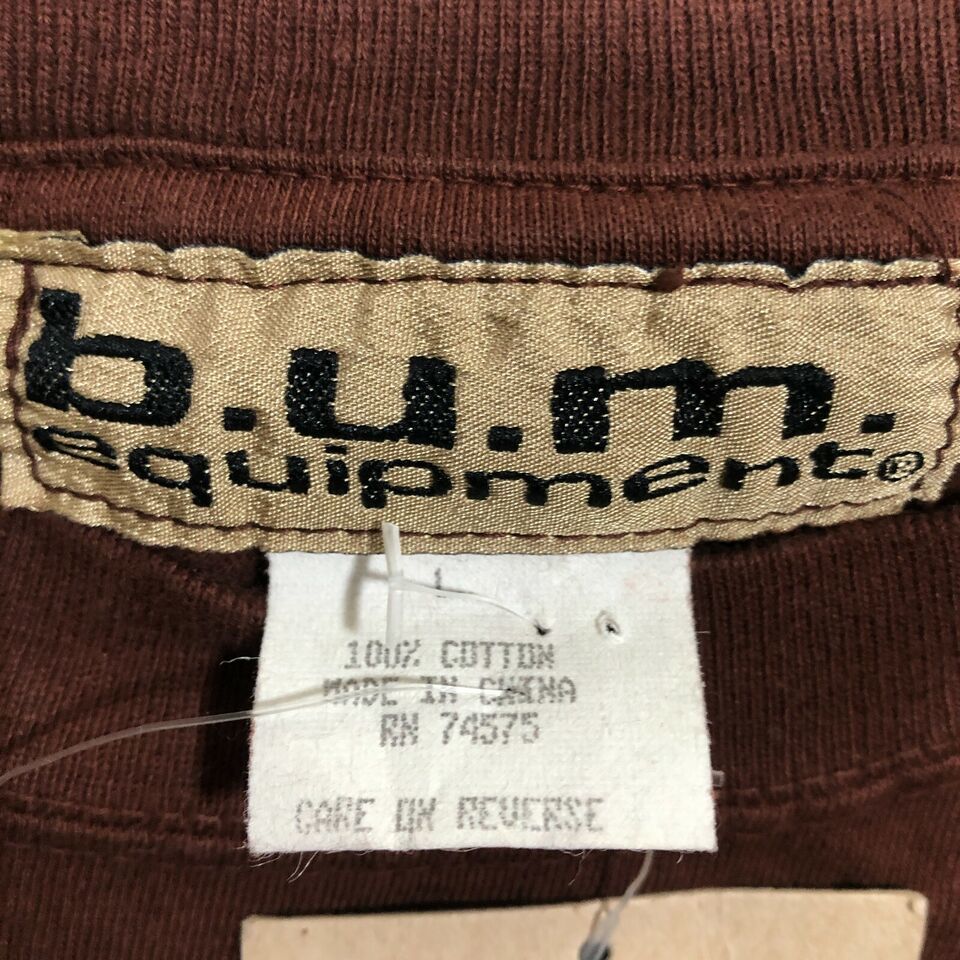 b.u.m.
equipment®
L
100% COTTON
MADE IN CHINA
RN 74575
CARE ON REVERSE